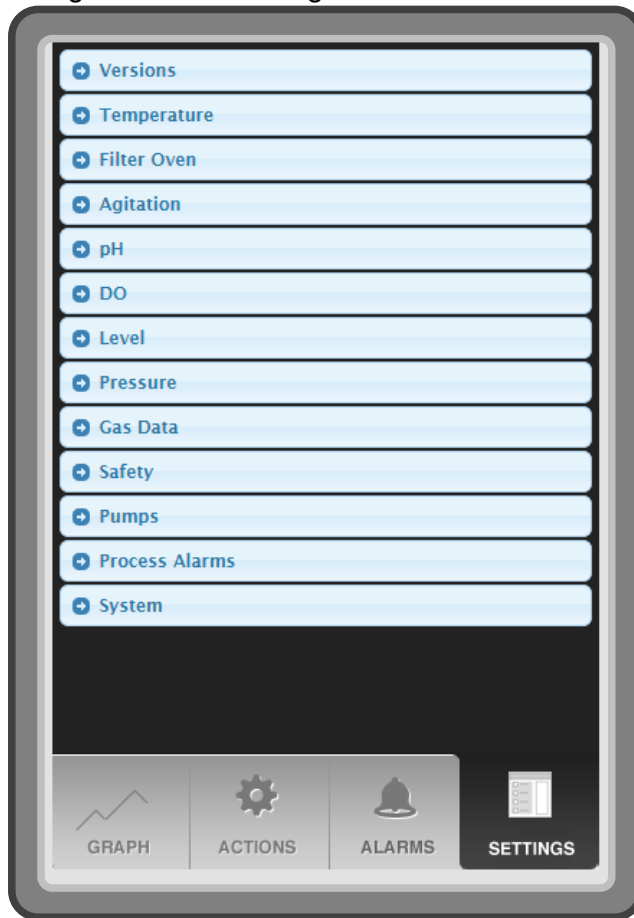 Versions
Temperature
Filter Oven
Agitation
pH
DO
Level
Pressure
Gas Data
Safety
Pumps
Process Alarms
System
GRAPH ACTIONS ALARMS SETTINGS